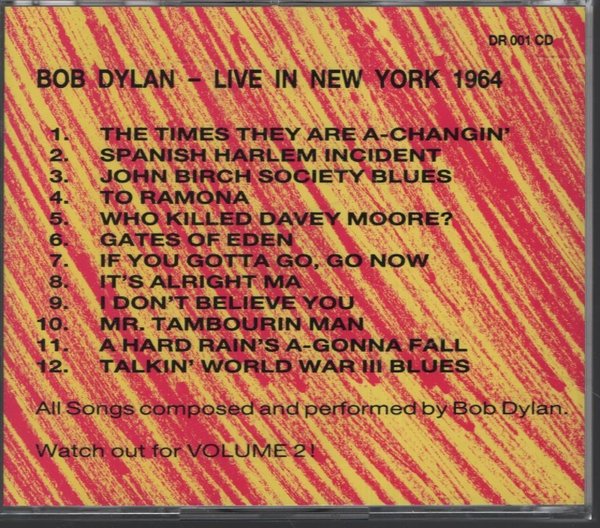 DR 001 CD
BOB DYLAN – LIVE IN NEW YORK 1964
1. THE TIMES THEY ARE A-CHANGIN'
2. SPANISH HARLEM INCIDENT
3. JOHN BIRCH SOCIETY BLUES
4. TO RAMONA
5. WHO KILLED DAVEY MOORE?
6. GATES OF EDEN
7. IF YOU GOTTA GO, GO NOW
8. IT'S ALRIGHT MA
9. I DON'T BELIEVE YOU
10. MR. TAMBOURIN MAN
11. A HARD RAIN'S A-GONNA FALL
12. TALKIN' WORLD WAR III BLUES
All Songs composed and performed by Bob Dylan.
Watch out for VOLUME 2!